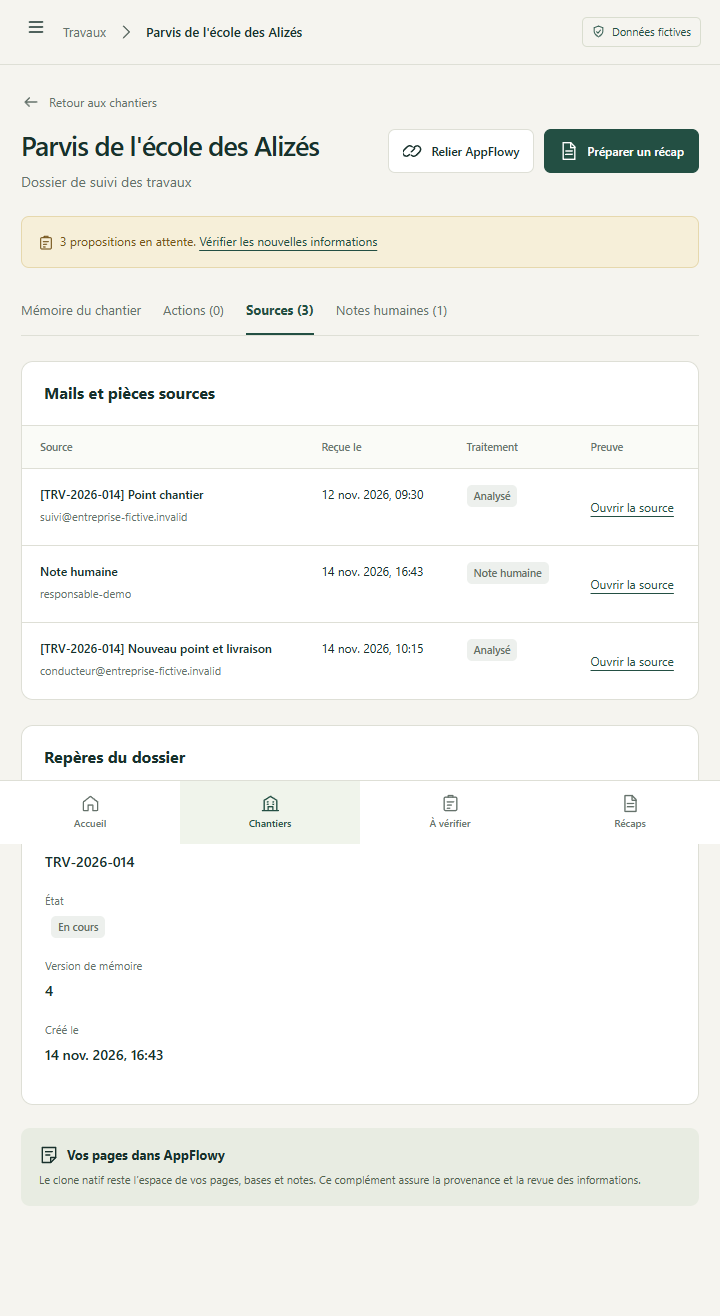 Travaux
Parvis de l'école des Alizés
Données fictives
Retour aux chantiers
Parvis de l'école des Alizés
Relier AppFlowy
Préparer un récap
Dossier de suivi des travaux
3 propositions en attente. Vérifier les nouvelles informations
Mémoire du chantier
Actions (0)
Sources (3)
Notes humaines (1)
Mails et pièces sources
Source
Reçue le
Traitement
Preuve
[TRV-2026-014] Point chantier
suivi@entreprise-fictive.invalid
12 nov. 2026, 09:30
Analysé
Ouvrir la source
Note humaine
responsable-demo
14 nov. 2026, 16:43
Note humaine
Ouvrir la source
[TRV-2026-014] Nouveau point et livraison
conducteur@entreprise-fictive.invalid
14 nov. 2026, 10:15
Analysé
Ouvrir la source
Repères du dossier
Accueil
Chantiers
À vérifier
Récaps
TRV-2026-014
État
En cours
Version de mémoire
4
Créé le
14 nov. 2026, 16:43
Vos pages dans AppFlowy
Le clone natif reste l'espace de vos pages, bases et notes. Ce complément assure la provenance et la revue des informations.